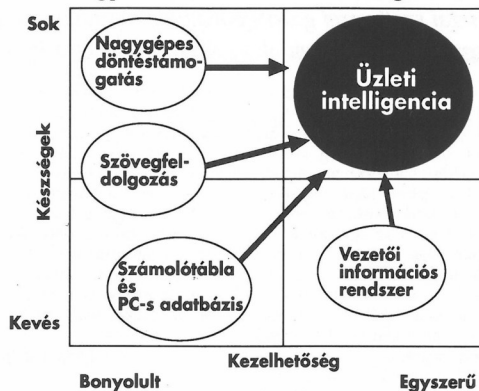 Sok
Nagygépes
döntéstámo-
gatás
Üzleti
intelligencia
Készségek
Szövegfel-
dolgozás
Számolótábla
és
PC-s adatbázis
Vezetői
információs
rendszer
Kevés
Kezelhetőség
Bonyolult
Egyszerű